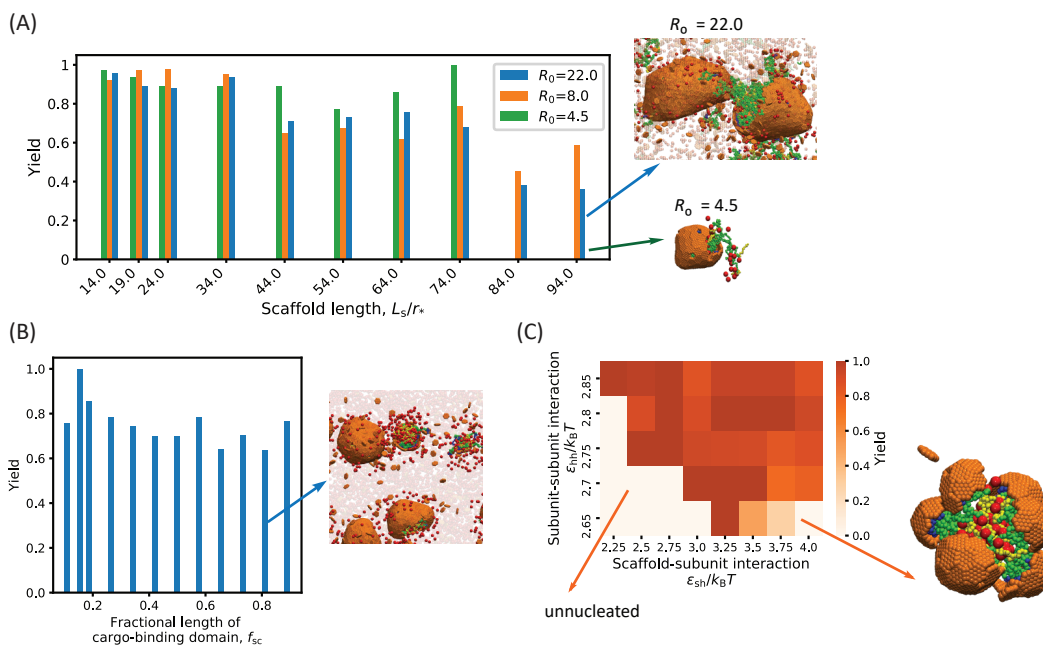 (A)
R₀ = 22.0
1
0.8
0.6
0.4
0.2
0
Yield
R₀=22.0
R₀=8.0
R₀=4.5
14.0
19.0
24.0
34.0
44.0
54.0
64.0
74.0
84.0
94.0
Scaffold length, Lₛ/r*
R₀ = 4.5
(B)
1.0
0.8
0.6
0.4
0.2
0.0
Yield
0.2 0.4 0.6 0.8
Fractional length of
cargo-binding domain, fsc
(C)
Subunit-subunit interaction
εhh/kBT
2.85
2.8
2.75
2.7
2.65
2.25 2.5 2.75 3.0 3.25 3.5 3.75 4.0
Scaffold-subunit interaction
εsh/kBT
1.0
0.8
0.6
0.4
0.2
0.0
Yield
unnucleated